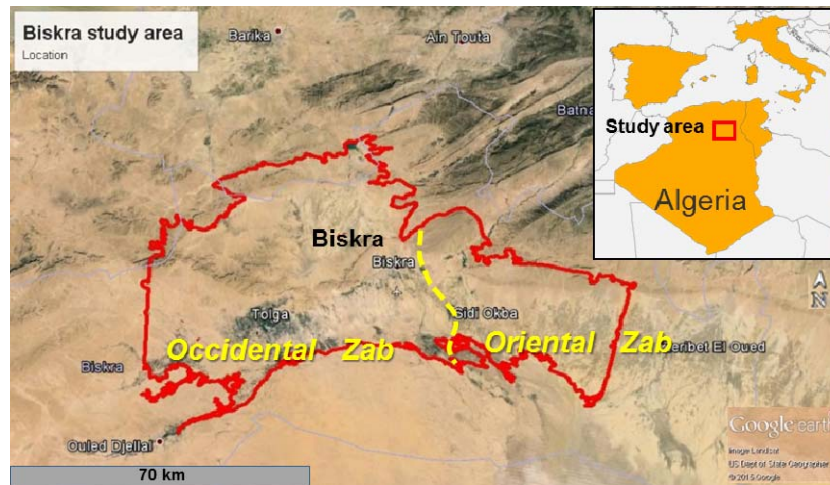 Biskra study area
Location
Barika
Ain Touta
Batna
Study area
Algeria
Biskra
Biskra
N
Tolga
Sidi Okba
Occidental Zab
Oriental Zab
eribet El Oued
Biskra
Ouled Djellal
70 km
Google earth
Image Landsat
US Dept of State Geographer
© 2015 Google